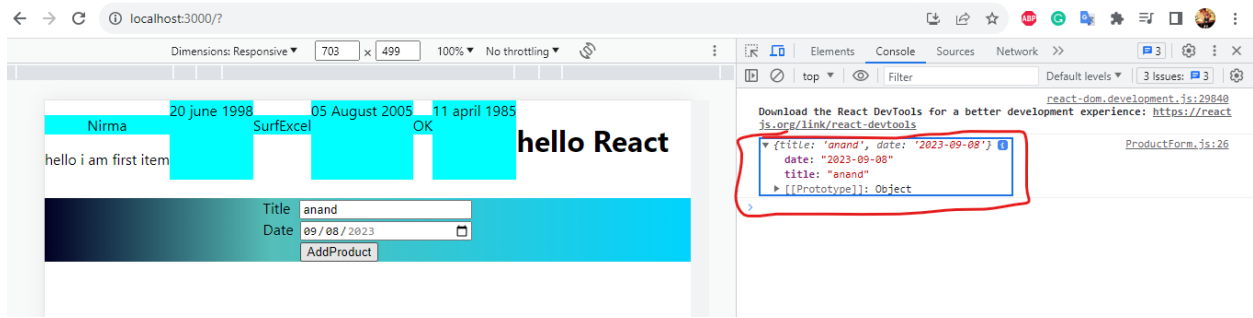 localhost:3000/?
ABP
G
Dimensions: Responsive ▼ 703 x 499 100% ▼ No throttling ▼
Elements Console Sources Network >> 3
top ▼ Filter Default levels ▼ 3 Issues: 3
20 june 1998 05 August 2005 11 april 1985
Nirma SurfExcel OK
hello React
hello i am first item
Title anand
Date 09/08/2023
AddProduct
react-dom.development.js:29840
Download the React DevTools for a better development experience: https://react
js.org/link/react-devtools
ProductForm.js:26
▼ {title: 'anand', date: '2023-09-08'} i
date: "2023-09-08"
title: "anand"
▶ [[Prototype]]: Object
>